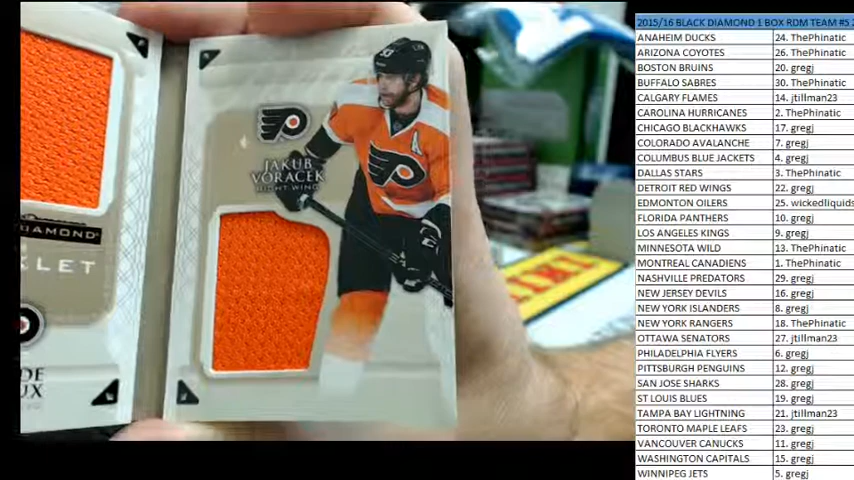 JAKUB
VORACEK
RIGHT WING
DIAMOND
KLET
DE
UX
2015/16 BLACK DIAMOND 1 BOX RDM TEAM #5 2
ANAHEIM DUCKS 24. ThePhinatic
ARIZONA COYOTES 26. ThePhinatic
BOSTON BRUINS 20. gregj
BUFFALO SABRES 30. ThePhinatic
CALGARY FLAMES 14. jtillman23
CAROLINA HURRICANES 2. ThePhinatic
CHICAGO BLACKHAWKS 17. gregj
COLORADO AVALANCHE 7. gregj
COLUMBUS BLUE JACKETS 4. gregj
DALLAS STARS 3. ThePhinatic
DETROIT RED WINGS 22. gregj
EDMONTON OILERS 25. wickedliquids
FLORIDA PANTHERS 10. gregj
LOS ANGELES KINGS 9. gregj
MINNESOTA WILD 13. ThePhinatic
MONTREAL CANADIENS 1. ThePhinatic
NASHVILLE PREDATORS 29. gregj
NEW JERSEY DEVILS 16. gregj
NEW YORK ISLANDERS 8. gregj
NEW YORK RANGERS 18. ThePhinatic
OTTAWA SENATORS 27. jtillman23
PHILADELPHIA FLYERS 6. gregj
PITTSBURGH PENGUINS 12. gregj
SAN JOSE SHARKS 28. gregj
ST LOUIS BLUES 19. gregj
TAMPA BAY LIGHTNING 21. jtillman23
TORONTO MAPLE LEAFS 23. gregj
VANCOUVER CANUCKS 11. gregj
WASHINGTON CAPITALS 15. gregj
WINNIPEG JETS 5. gregj